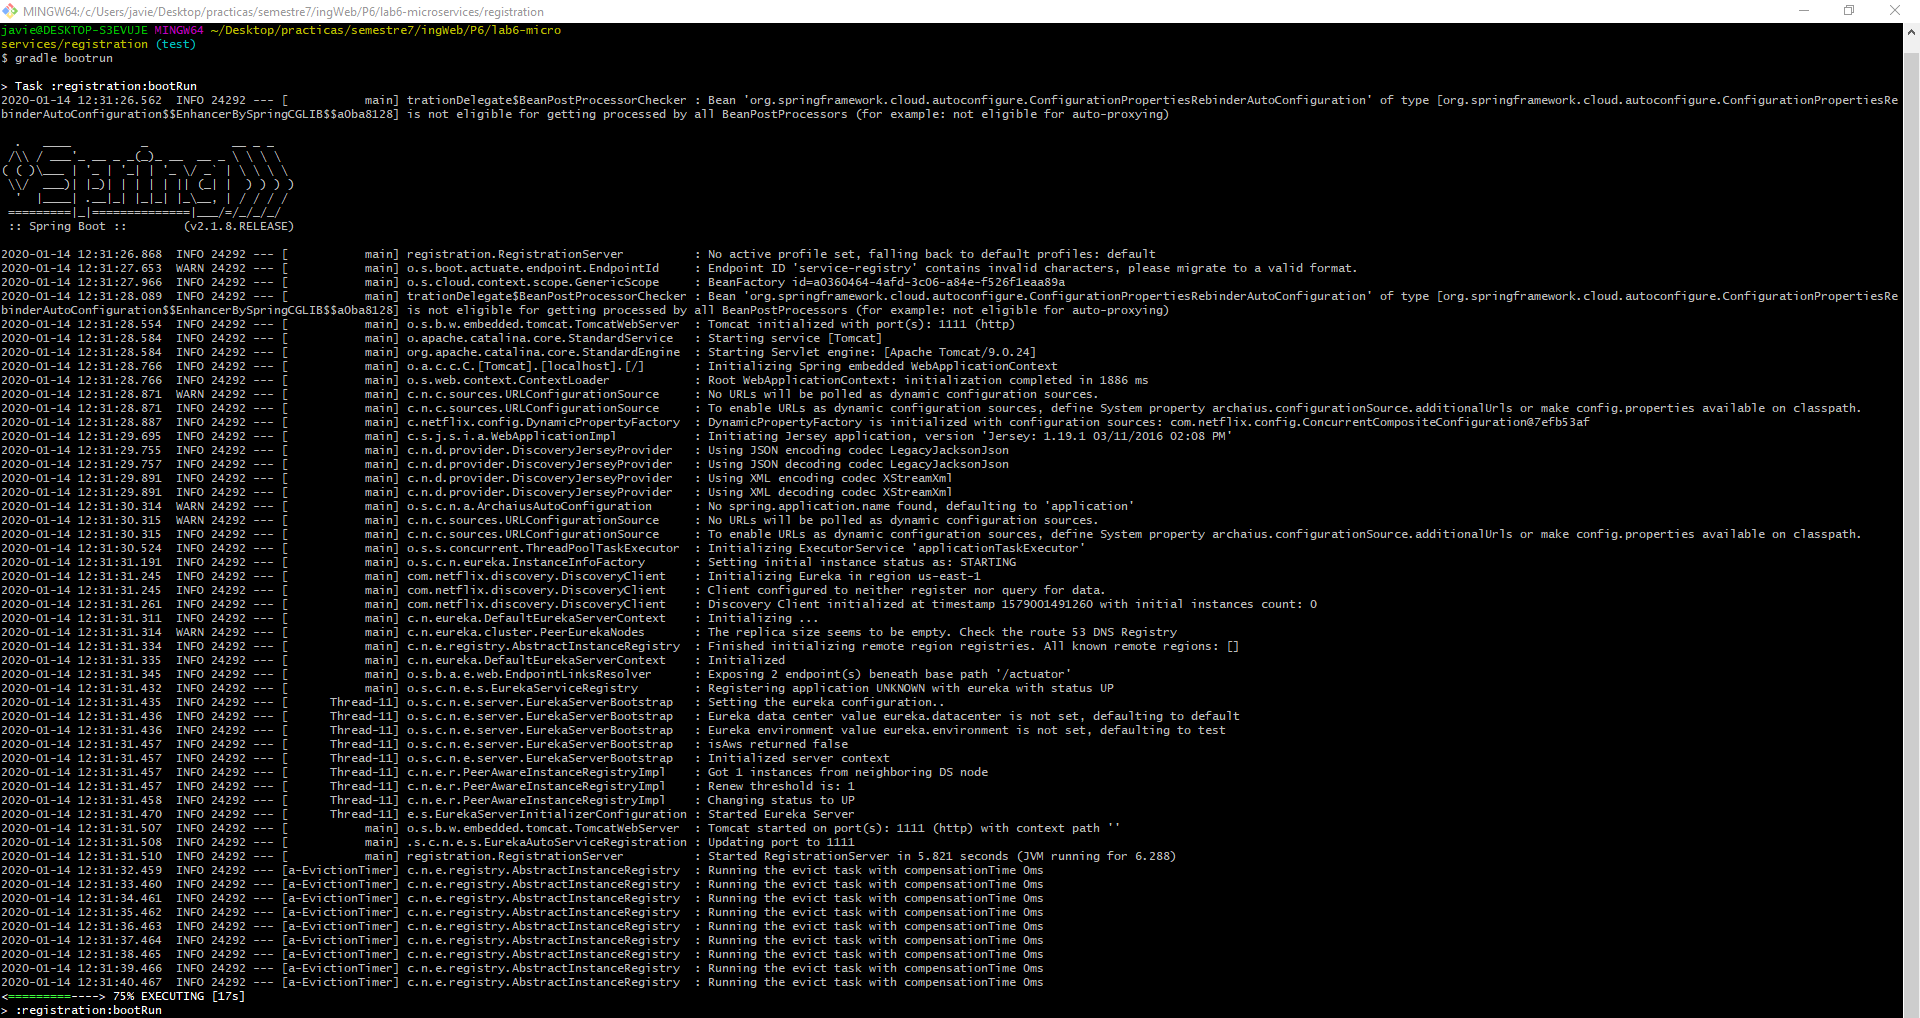 MINGW64:/c/Users/javie/Desktop/practicas/semestre7/ingWeb/P6/lab6-microservices/registration
javie@DESKTOP-S3EVUJE MINGW64 ~/Desktop/practicas/semestre7/ingWeb/P6/lab6-micro
services/registration (test)
$ gradle bootrun
> Task :registration:bootRun
2020-01-14 12:31:26.562  INFO 24292 --- [           main] trationDelegate$BeanPostProcessorChecker : Bean 'org.springframework.cloud.autoconfigure.ConfigurationPropertiesRebinderAutoConfiguration' of type [org.springframework.cloud.autoconfigure.ConfigurationPropertiesRe
binderAutoConfiguration$$EnhancerBySpringCGLIB$$a0ba8128] is not eligible for getting processed by all BeanPostProcessors (for example: not eligible for auto-proxying)
  .   ____          _            __ _ _
 /\\ / ___'_ __ _ _(_)_ __  __ _ \ \ \ \
( ( )\___ | '_ | '_| | '_ \/ _` | \ \ \ \
 \\/  ___)| |_)| | | | | || (_| |  ) ) ) )
  '  |____| .__|_| |_|_| |_\__, | / / / /
 =========|_|==============|___/=/_/_/_/
 :: Spring Boot ::        (v2.1.8.RELEASE)
2020-01-14 12:31:26.868  INFO 24292 --- [           main] registration.RegistrationServer          : No active profile set, falling back to default profiles: default
2020-01-14 12:31:27.653  WARN 24292 --- [           main] o.s.boot.actuate.endpoint.EndpointId     : Endpoint ID 'service-registry' contains invalid characters, please migrate to a valid format.
2020-01-14 12:31:27.966  INFO 24292 --- [           main] o.s.cloud.context.scope.GenericScope     : BeanFactory id=a0360464-4afd-3c06-a84e-f526f1eaa89a
2020-01-14 12:31:28.089  INFO 24292 --- [           main] trationDelegate$BeanPostProcessorChecker : Bean 'org.springframework.cloud.autoconfigure.ConfigurationPropertiesRebinderAutoConfiguration' of type [org.springframework.cloud.autoconfigure.ConfigurationPropertiesRe
binderAutoConfiguration$$EnhancerBySpringCGLIB$$a0ba8128] is not eligible for getting processed by all BeanPostProcessors (for example: not eligible for auto-proxying)
2020-01-14 12:31:28.554  INFO 24292 --- [           main] o.s.b.w.embedded.tomcat.TomcatWebServer  : Tomcat initialized with port(s): 1111 (http)
2020-01-14 12:31:28.584  INFO 24292 --- [           main] o.apache.catalina.core.StandardService   : Starting service [Tomcat]
2020-01-14 12:31:28.584  INFO 24292 --- [           main] org.apache.catalina.core.StandardEngine  : Starting Servlet engine: [Apache Tomcat/9.0.24]
2020-01-14 12:31:28.766  INFO 24292 --- [           main] o.a.c.c.C.[Tomcat].[localhost].[/]       : Initializing Spring embedded WebApplicationContext
2020-01-14 12:31:28.766  INFO 24292 --- [           main] o.s.web.context.ContextLoader            : Root WebApplicationContext: initialization completed in 1886 ms
2020-01-14 12:31:28.871  WARN 24292 --- [           main] c.n.c.sources.URLConfigurationSource     : No URLs will be polled as dynamic configuration sources.
2020-01-14 12:31:28.871  INFO 24292 --- [           main] c.n.c.sources.URLConfigurationSource     : To enable URLs as dynamic configuration sources, define System property archaius.configurationSource.additionalUrls or make config.properties available on classpath.
2020-01-14 12:31:28.887  INFO 24292 --- [           main] c.netflix.config.DynamicPropertyFactory  : DynamicPropertyFactory is initialized with configuration sources: com.netflix.config.ConcurrentCompositeConfiguration@7efb53af
2020-01-14 12:31:29.695  INFO 24292 --- [           main] c.s.j.s.i.a.WebApplicationImpl           : Initiating Jersey application, version 'Jersey: 1.19.1 03/11/2016 02:08 PM'
2020-01-14 12:31:29.755  INFO 24292 --- [           main] c.n.d.provider.DiscoveryJerseyProvider   : Using JSON encoding codec LegacyJacksonJson
2020-01-14 12:31:29.757  INFO 24292 --- [           main] c.n.d.provider.DiscoveryJerseyProvider   : Using JSON decoding codec LegacyJacksonJson
2020-01-14 12:31:29.891  INFO 24292 --- [           main] c.n.d.provider.DiscoveryJerseyProvider   : Using XML encoding codec XStreamXml
2020-01-14 12:31:29.891  INFO 24292 --- [           main] c.n.d.provider.DiscoveryJerseyProvider   : Using XML decoding codec XStreamXml
2020-01-14 12:31:30.314  WARN 24292 --- [           main] o.s.c.n.a.ArchaiusAutoConfiguration      : No spring.application.name found, defaulting to 'application'
2020-01-14 12:31:30.315  WARN 24292 --- [           main] c.n.c.sources.URLConfigurationSource     : No URLs will be polled as dynamic configuration sources.
2020-01-14 12:31:30.315  INFO 24292 --- [           main] c.n.c.sources.URLConfigurationSource     : To enable URLs as dynamic configuration sources, define System property archaius.configurationSource.additionalUrls or make config.properties available on classpath.
2020-01-14 12:31:30.524  INFO 24292 --- [           main] o.s.s.concurrent.ThreadPoolTaskExecutor  : Initializing ExecutorService 'applicationTaskExecutor'
2020-01-14 12:31:31.191  INFO 24292 --- [           main] o.s.c.n.eureka.InstanceInfoFactory       : Setting initial instance status as: STARTING
2020-01-14 12:31:31.245  INFO 24292 --- [           main] com.netflix.discovery.DiscoveryClient    : Initializing Eureka in region us-east-1
2020-01-14 12:31:31.245  INFO 24292 --- [           main] com.netflix.discovery.DiscoveryClient    : Client configured to neither register nor query for data.
2020-01-14 12:31:31.261  INFO 24292 --- [           main] com.netflix.discovery.DiscoveryClient    : Discovery Client initialized at timestamp 1579001491260 with initial instances count: 0
2020-01-14 12:31:31.311  INFO 24292 --- [           main] c.n.eureka.DefaultEurekaServerContext    : Initializing ...
2020-01-14 12:31:31.314  WARN 24292 --- [           main] c.n.eureka.cluster.PeerEurekaNodes       : The replica size seems to be empty. Check the route 53 DNS Registry
2020-01-14 12:31:31.334  INFO 24292 --- [           main] c.n.e.registry.AbstractInstanceRegistry  : Finished initializing remote region registries. All known remote regions: []
2020-01-14 12:31:31.335  INFO 24292 --- [           main] c.n.eureka.DefaultEurekaServerContext    : Initialized
2020-01-14 12:31:31.345  INFO 24292 --- [           main] o.s.b.a.e.web.EndpointLinksResolver      : Exposing 2 endpoint(s) beneath base path '/actuator'
2020-01-14 12:31:31.432  INFO 24292 --- [           main] o.s.c.n.e.s.EurekaServiceRegistry        : Registering application UNKNOWN with eureka with status UP
2020-01-14 12:31:31.435  INFO 24292 --- [      Thread-11] o.s.c.n.e.server.EurekaServerBootstrap   : Setting the eureka configuration..
2020-01-14 12:31:31.436  INFO 24292 --- [      Thread-11] o.s.c.n.e.server.EurekaServerBootstrap   : Eureka data center value eureka.datacenter is not set, defaulting to default
2020-01-14 12:31:31.436  INFO 24292 --- [      Thread-11] o.s.c.n.e.server.EurekaServerBootstrap   : Eureka environment value eureka.environment is not set, defaulting to test
2020-01-14 12:31:31.457  INFO 24292 --- [      Thread-11] o.s.c.n.e.server.EurekaServerBootstrap   : isAws returned false
2020-01-14 12:31:31.457  INFO 24292 --- [      Thread-11] o.s.c.n.e.server.EurekaServerBootstrap   : Initialized server context
2020-01-14 12:31:31.457  INFO 24292 --- [      Thread-11] c.n.e.r.PeerAwareInstanceRegistryImpl    : Got 1 instances from neighboring DS node
2020-01-14 12:31:31.457  INFO 24292 --- [      Thread-11] c.n.e.r.PeerAwareInstanceRegistryImpl    : Renew threshold is: 1
2020-01-14 12:31:31.458  INFO 24292 --- [      Thread-11] c.n.e.r.PeerAwareInstanceRegistryImpl    : Changing status to UP
2020-01-14 12:31:31.470  INFO 24292 --- [      Thread-11] e.s.EurekaServerInitializerConfiguration : Started Eureka Server
2020-01-14 12:31:31.507  INFO 24292 --- [           main] o.s.b.w.embedded.tomcat.TomcatWebServer  : Tomcat started on port(s): 1111 (http) with context path ''
2020-01-14 12:31:31.508  INFO 24292 --- [           main] .s.c.n.e.s.EurekaAutoServiceRegistration : Updating port to 1111
2020-01-14 12:31:31.510  INFO 24292 --- [           main] registration.RegistrationServer          : Started RegistrationServer in 5.821 seconds (JVM running for 6.288)
2020-01-14 12:31:32.459  INFO 24292 --- [a-EvictionTimer] c.n.e.registry.AbstractInstanceRegistry  : Running the evict task with compensationTime 0ms
2020-01-14 12:31:33.460  INFO 24292 --- [a-EvictionTimer] c.n.e.registry.AbstractInstanceRegistry  : Running the evict task with compensationTime 0ms
2020-01-14 12:31:34.461  INFO 24292 --- [a-EvictionTimer] c.n.e.registry.AbstractInstanceRegistry  : Running the evict task with compensationTime 0ms
2020-01-14 12:31:35.462  INFO 24292 --- [a-EvictionTimer] c.n.e.registry.AbstractInstanceRegistry  : Running the evict task with compensationTime 0ms
2020-01-14 12:31:36.463  INFO 24292 --- [a-EvictionTimer] c.n.e.registry.AbstractInstanceRegistry  : Running the evict task with compensationTime 0ms
2020-01-14 12:31:37.464  INFO 24292 --- [a-EvictionTimer] c.n.e.registry.AbstractInstanceRegistry  : Running the evict task with compensationTime 0ms
2020-01-14 12:31:38.465  INFO 24292 --- [a-EvictionTimer] c.n.e.registry.AbstractInstanceRegistry  : Running the evict task with compensationTime 0ms
2020-01-14 12:31:39.466  INFO 24292 --- [a-EvictionTimer] c.n.e.registry.AbstractInstanceRegistry  : Running the evict task with compensationTime 0ms
2020-01-14 12:31:40.467  INFO 24292 --- [a-EvictionTimer] c.n.e.registry.AbstractInstanceRegistry  : Running the evict task with compensationTime 0ms
<=========----> 75% EXECUTING [17s]
> :registration:bootRun